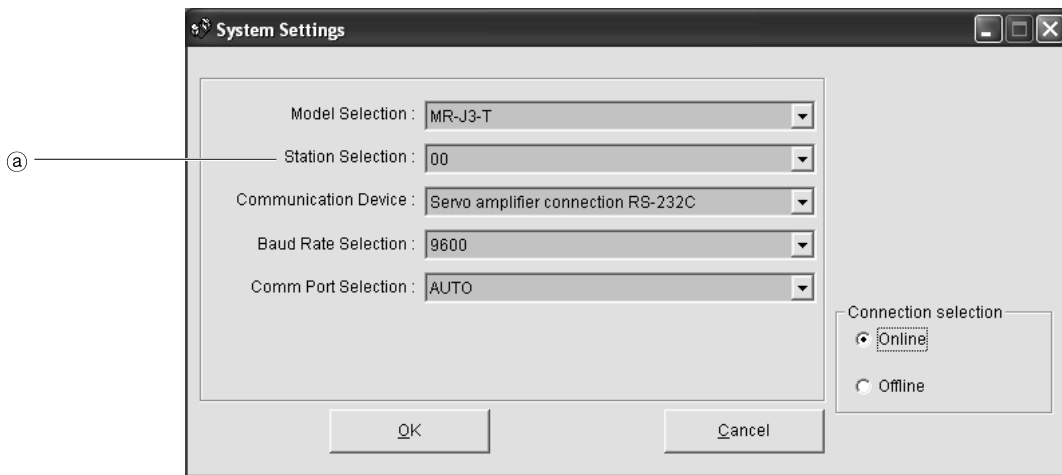 System Settings
Model Selection : MR-J3-T
ⓐ Station Selection : 00
Communication Device : Servo amplifier connection RS-232C
Baud Rate Selection : 9600
Comm Port Selection : AUTO
Connection selection
Online
Offline
OK Cancel